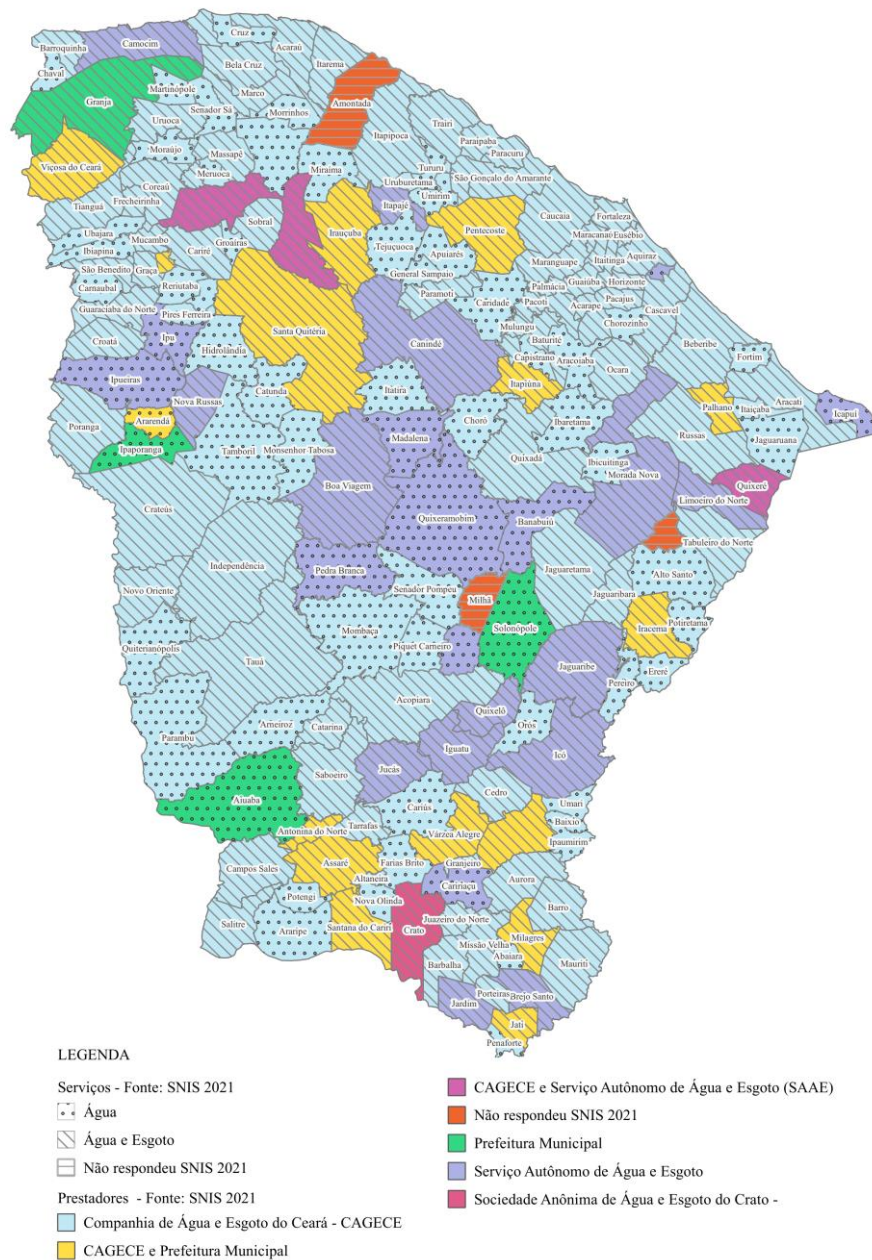 Cruz
Barroquinha
Camocim
Acaraú
Itarema
Chaval
Bela Cruz
Martinópole
Marco
Amontada
Granja
Senador Sá
Morrinhos
Uruoca
Itapipoca
Trairi
Moraújo
Massapê
Paraipaba
Paracuru
Viçosa do Ceará
Meruoca
Miraíma
Tururu
Uruburetama
São Gonçalo do Amarante
Coreaú
Frecheirinha
Tianguá
Itapajé
Umirim
Sobral
Irauçuba
Pentecoste
Caucaia
Fortaleza
Ubajara
Mucambo
Groaíras
Tejuçuoca
Apuiarés
Maracanaú
Eusébio
Ibiapina
Cariré
Maranguape
Itaitinga
Aquiraz
São Benedito
Graça
General Sampaio
Carnaubal
Reriutaba
Paramoti
Palmácia
Guaiúba
Horizonte
Caridade
Pacoti
Acarape
Pacajus
Guaraciaba do Norte
Pires Ferreira
Cascavel
Chorozinho
Santa Quitéria
Mulungu
Croatá
Ipu
Canindé
Baturité
Beberibe
Hidrolândia
Capistrano
Aracoiaba
Fortim
Ocara
Ipueiras
Itapiúna
Nova Russas
Catunda
Itatira
Palhano
Aracati
Ararendá
Choró
Ibaretama
Itaiçaba
Icapuí
Poranga
Russas
Jaguaruana
Ipaporanga
Tamboril
Monsenhor Tabosa
Madalena
Quixadá
Ibicuitinga
Morada Nova
Boa Viagem
Quixeré
Crateús
Limoeiro do Norte
Quixeramobim
Banabuiú
Tabuleiro do Norte
Independência
Pedra Branca
Jaguaretama
Alto Santo
Novo Oriente
Senador Pompeu
Milhã
Jaguaribara
Solonópole
Iracema
Potiretama
Mombaça
Quiterianópolis
Piquet Carneiro
Tauá
Jaguaribe
Ererê
Pereiro
Acopiara
Quixelô
Parambu
Arneiroz
Catarina
Orós
Iguatu
Icó
Jucás
Saboeiro
Aiuaba
Cedro
Cariús
Umari
Antonina do Norte
Tarrafas
Várzea Alegre
Baixio
Ipaumirim
Campos Sales
Assaré
Farias Brito
Granjeiro
Altaneira
Aurora
Caririaçu
Potengi
Nova Olinda
Barro
Salitre
Araripe
Santana do Cariri
Crato
Juazeiro do Norte
Milagres
Missão Velha
Abaiara
Barbalha
Mauriti
Porteiras
Jardim
Brejo Santo
Jati
Penaforte
LEGENDA
Serviços - Fonte: SNIS 2021
Água
Água e Esgoto
Não respondeu SNIS 2021
Prestadores - Fonte: SNIS 2021
Companhia de Água e Esgoto do Ceará - CAGECE
CAGECE e Prefeitura Municipal
CAGECE e Serviço Autônomo de Água e Esgoto (SAAE)
Não respondeu SNIS 2021
Prefeitura Municipal
Serviço Autônomo de Água e Esgoto
Sociedade Anônima de Água e Esgoto do Crato -